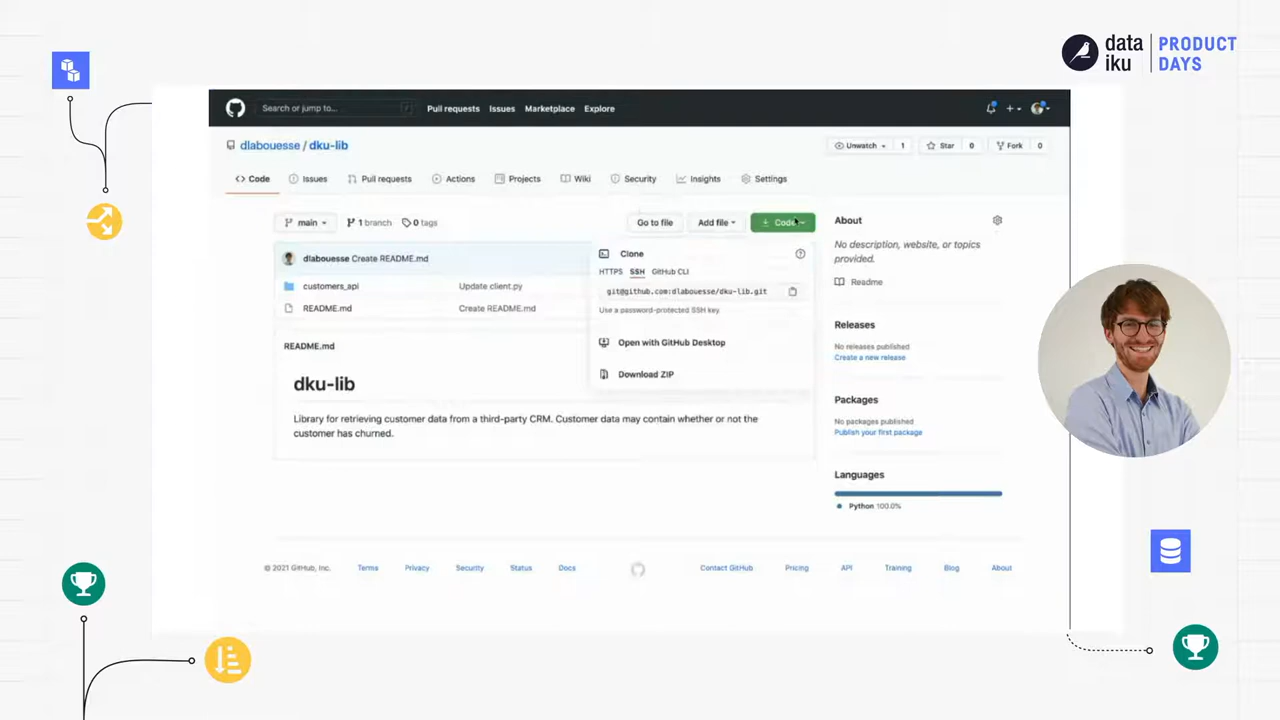 data
iku
PRODUCT
DAYS
Search or jump to...
/
Pull requests Issues Marketplace Explore
dlabouesse / dku-lib
Unwatch 1 Star 0 Fork 0
Code Issues Pull requests Actions Projects Wiki Security Insights Settings
main 1 branch 0 tags Go to file Add file Code
dlabouesse Create README.md
customers_api Update client.py
README.md Create README.md
Clone
HTTPS SSH GitHub CLI
git@github.com:dlabouesse/dku-lib.git
Use a password-protected SSH key.
Open with GitHub Desktop
Download ZIP
README.md
dku-lib
Library for retrieving customer data from a third-party CRM. Customer data may contain whether or not the
customer has churned.
About
No description, website, or topics
provided.
Readme
Releases
No releases published
Create a new release
Packages
No packages published
Publish your first package
Languages
Python 100.0%
© 2021 GitHub, Inc. Terms Privacy Security Status Docs Contact GitHub Pricing API Training Blog About